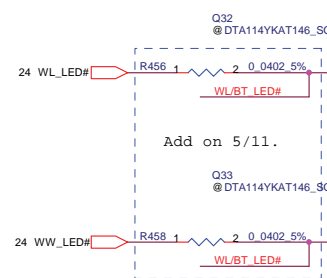 Q32
@ DTA114YKAT146_SC
24 WL_LED# R456 1 2 0_0402_5%
WL/BT_LED#
Add on 5/11.
Q33
@ DTA114YKAT146_SC
24 WW_LED# R458 1 2 0_0402_5%
WL/BT_LED#